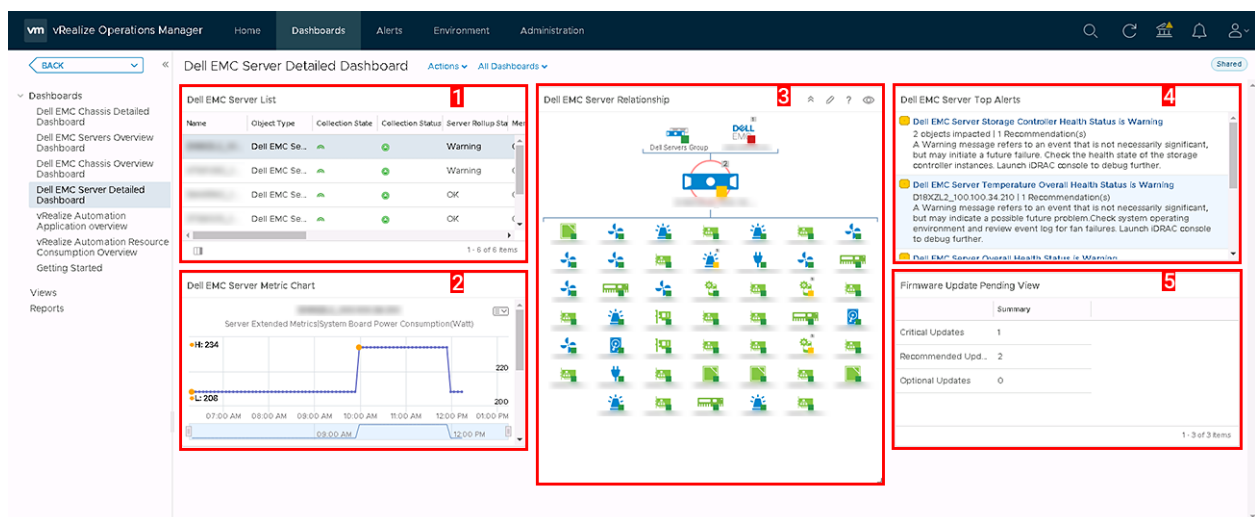 vm vRealize Operations Manager Home Dashboards Alerts Environment Administration
BACK
«
Dell EMC Server Detailed Dashboard Actions All Dashboards
Shared
Dashboards
Dell EMC Chassis Detailed
Dashboard
Dell EMC Servers Overview
Dashboard
Dell EMC Chassis Overview
Dashboard
Dell EMC Server Detailed
Dashboard
vRealize Automation
Application overview
vRealize Automation Resource
Consumption Overview
Getting Started
Views
Reports
Dell EMC Server List 1
Name Object Type Collection State Collection Status Server Rollup Sta Mer
Dell EMC Se... Warning
Dell EMC Se... Warning
Dell EMC Se... OK
Dell EMC Se... OK
1 - 6 of 6 items
Dell EMC Server Metric Chart 2
Server Extended Metrics|System Board Power Consumption(Watt)
H: 234
220
L: 208
200
07:00 AM 08:00 AM 09:00 AM 10:00 AM 11:00 AM 12:00 PM 01:00 PM
09:00 AM 12:00 PM
Dell EMC Server Relationship 3
?
DELL
EMC
Dell Servers Group
2
Dell EMC Server Top Alerts 4
Dell EMC Server Storage Controller Health Status is Warning
2 objects impacted | 1 Recommendation(s)
A Warning message refers to an event that is not necessarily significant,
but may initiate a future failure. Check the health state of the storage
controller instances. Launch iDRAC console to debug further.
Dell EMC Server Temperature Overall Health Status is Warning
D18XZL2_100.100.34.210 | 1 Recommendation(s)
A Warning message refers to an event that is not necessarily significant,
but may indicate a possible future problem.Check system operating
environment and review event log for fan failures. Launch iDRAC console
to debug further.
Dell EMC Server Overall Health Status is Warning
Firmware Update Pending View 5
Summary
Critical Updates 1
Recommended Upd... 2
Optional Updates 0
1 - 3 of 3 items